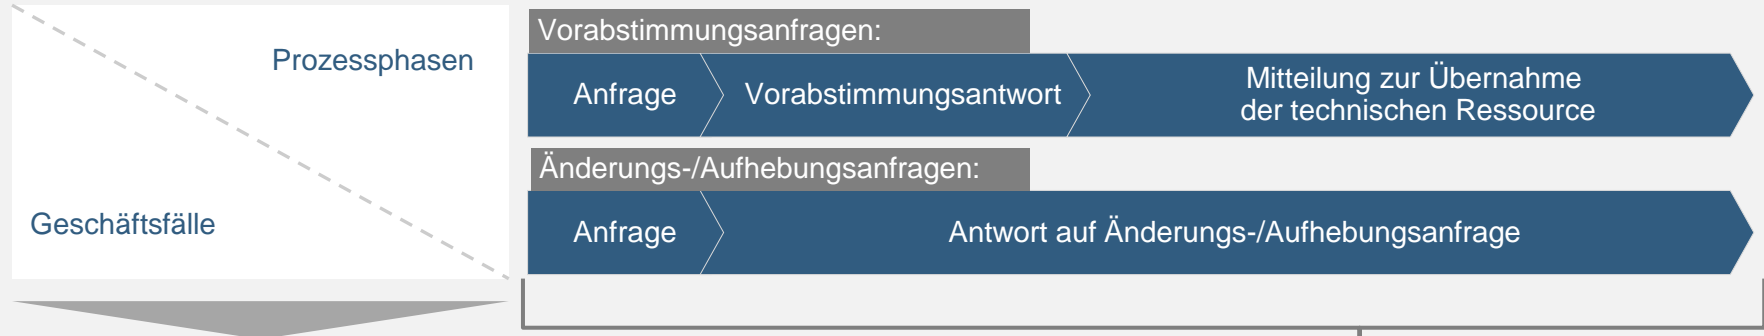 Prozessphasen
Geschäftsfälle
Vorabstimmungsanfragen:
Anfrage
Vorabstimmungsantwort
Mitteilung zur Übernahme
der technischen Ressource
Änderungs-/Aufhebungsanfragen:
Anfrage
Antwort auf Änderungs-/Aufhebungsanfrage